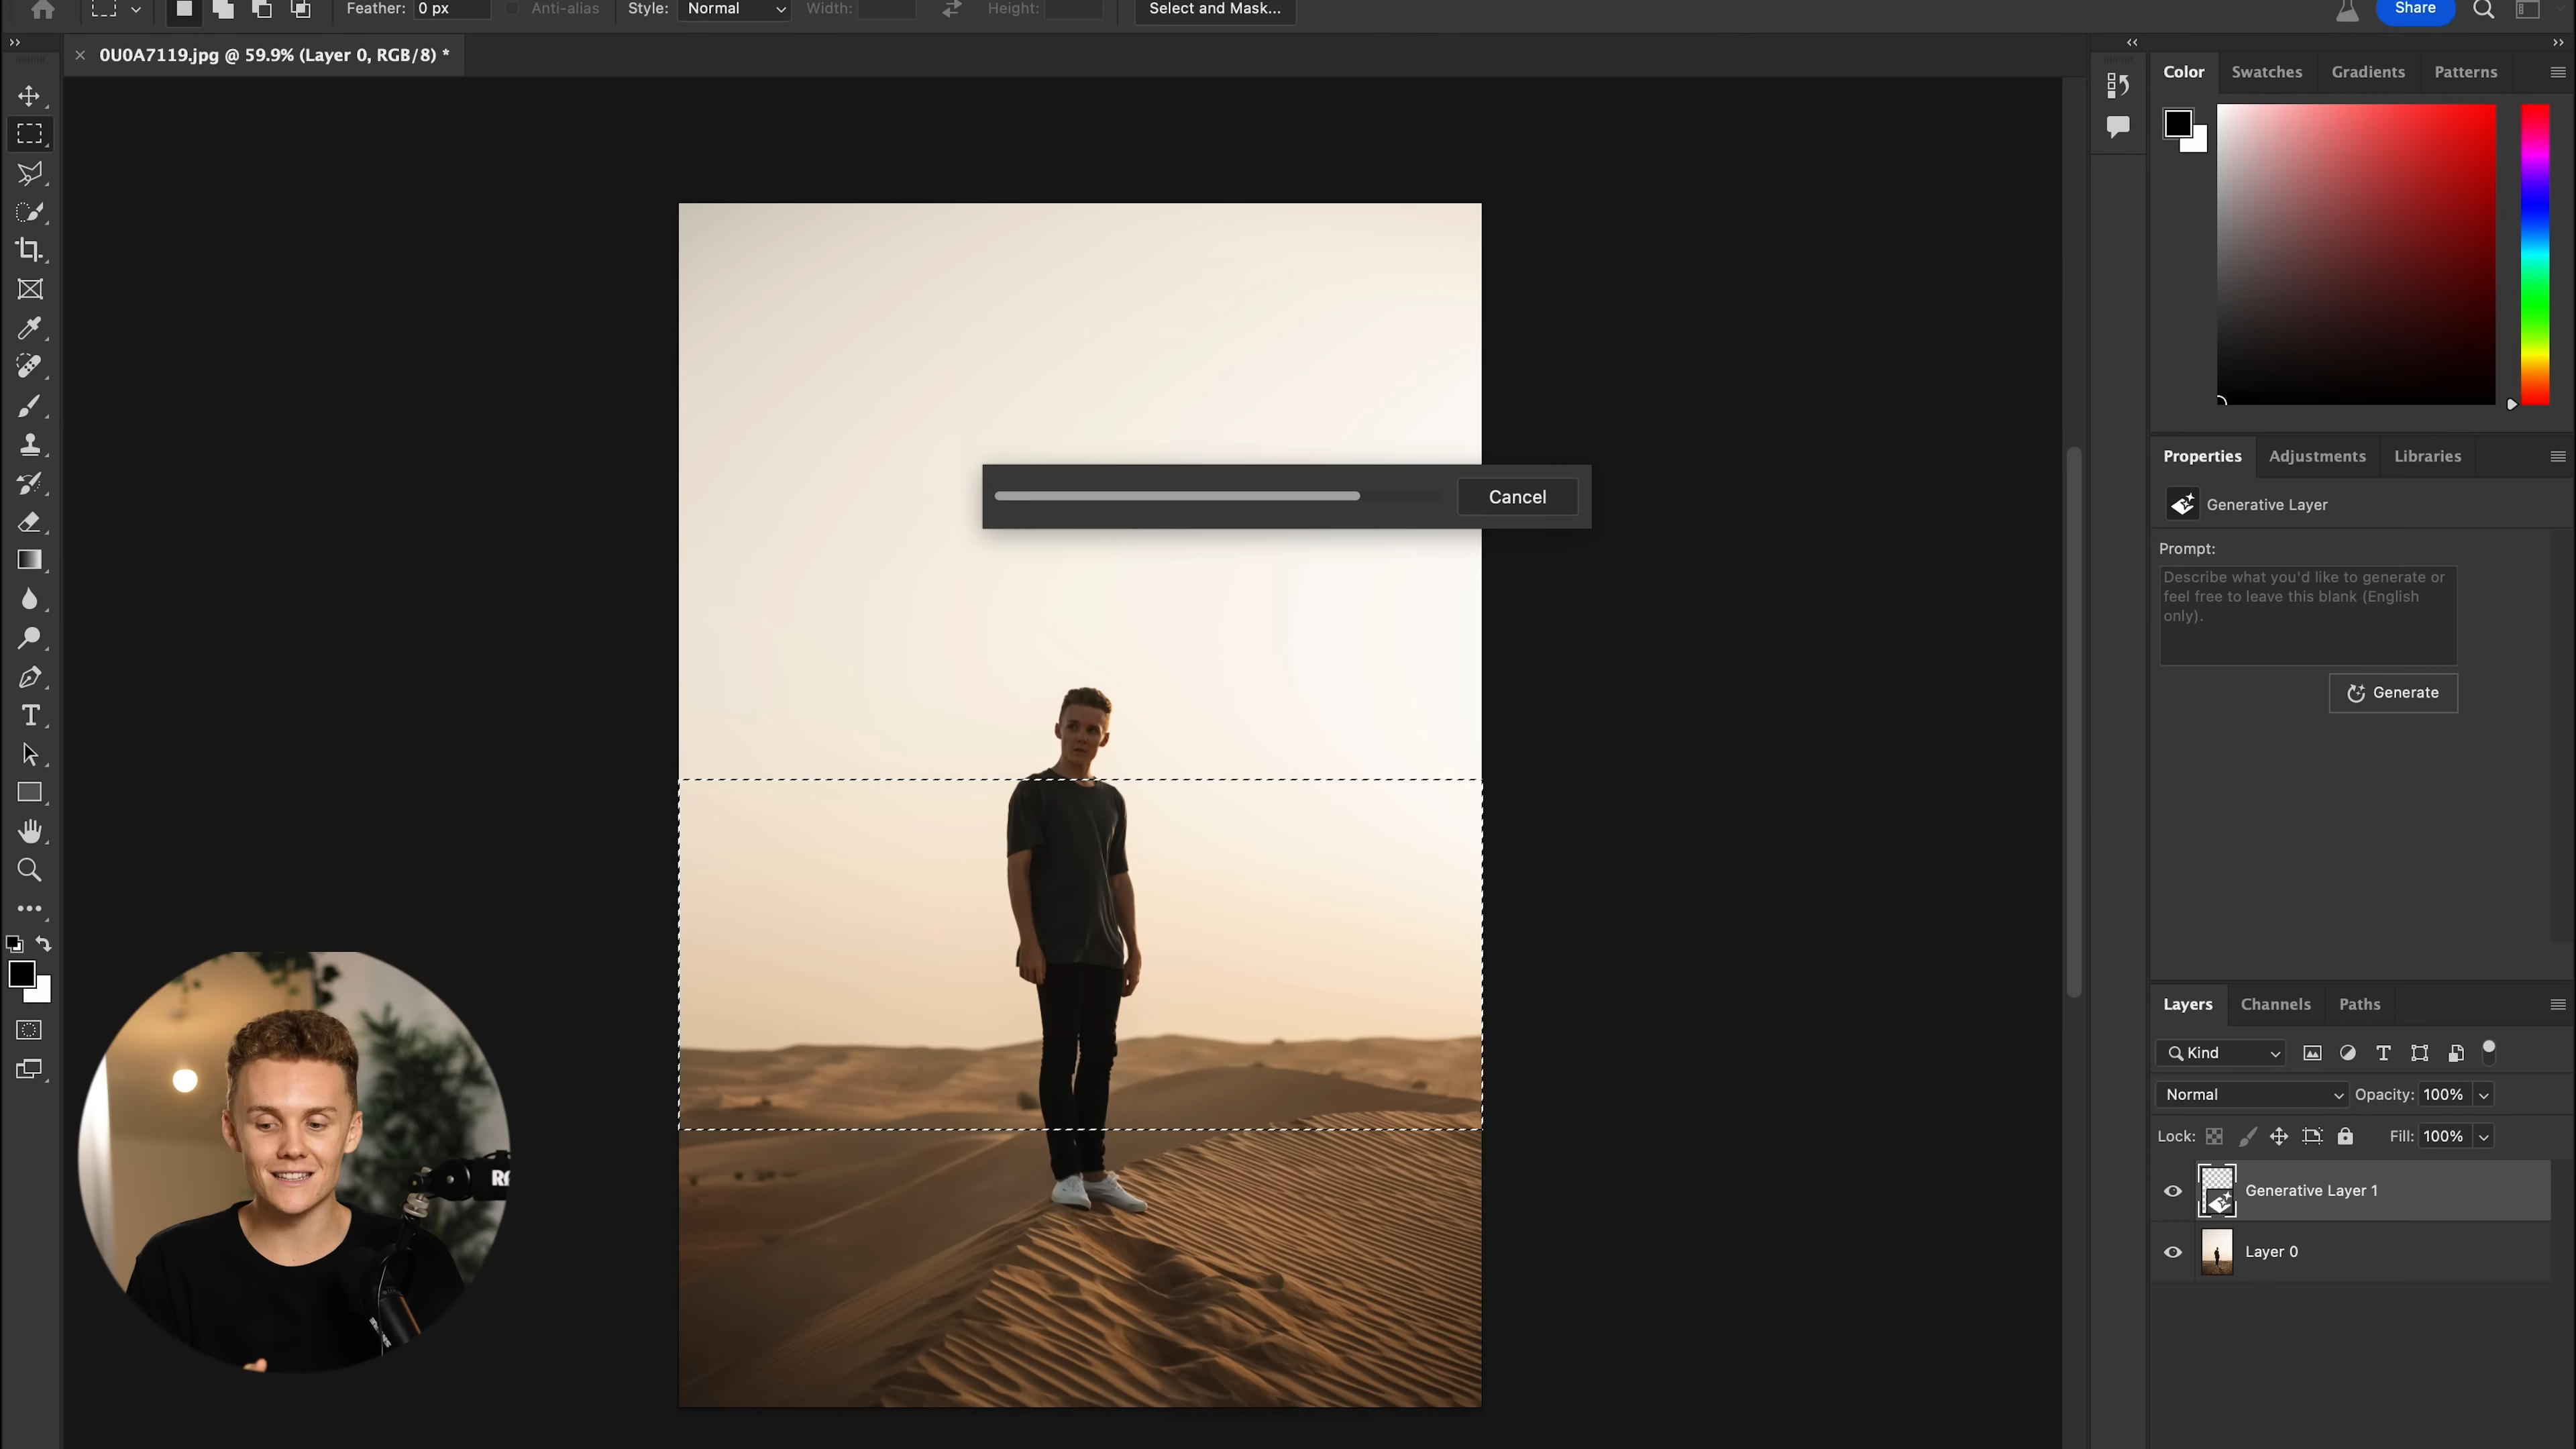 Feather: 0 px Anti-alias Style: Normal Width: Height: Select and Mask... Share
0U0A7119.jpg @ 59.9% (Layer 0, RGB/8) *
Color Swatches Gradients Patterns
Cancel
Properties Adjustments Libraries
Generative Layer
Prompt:
Describe what you'd like to generate or
feel free to leave this blank (English
only).
Generate
Layers Channels Paths
Kind
Normal Opacity: 100%
Lock: Fill: 100%
Generative Layer 1
Layer 0